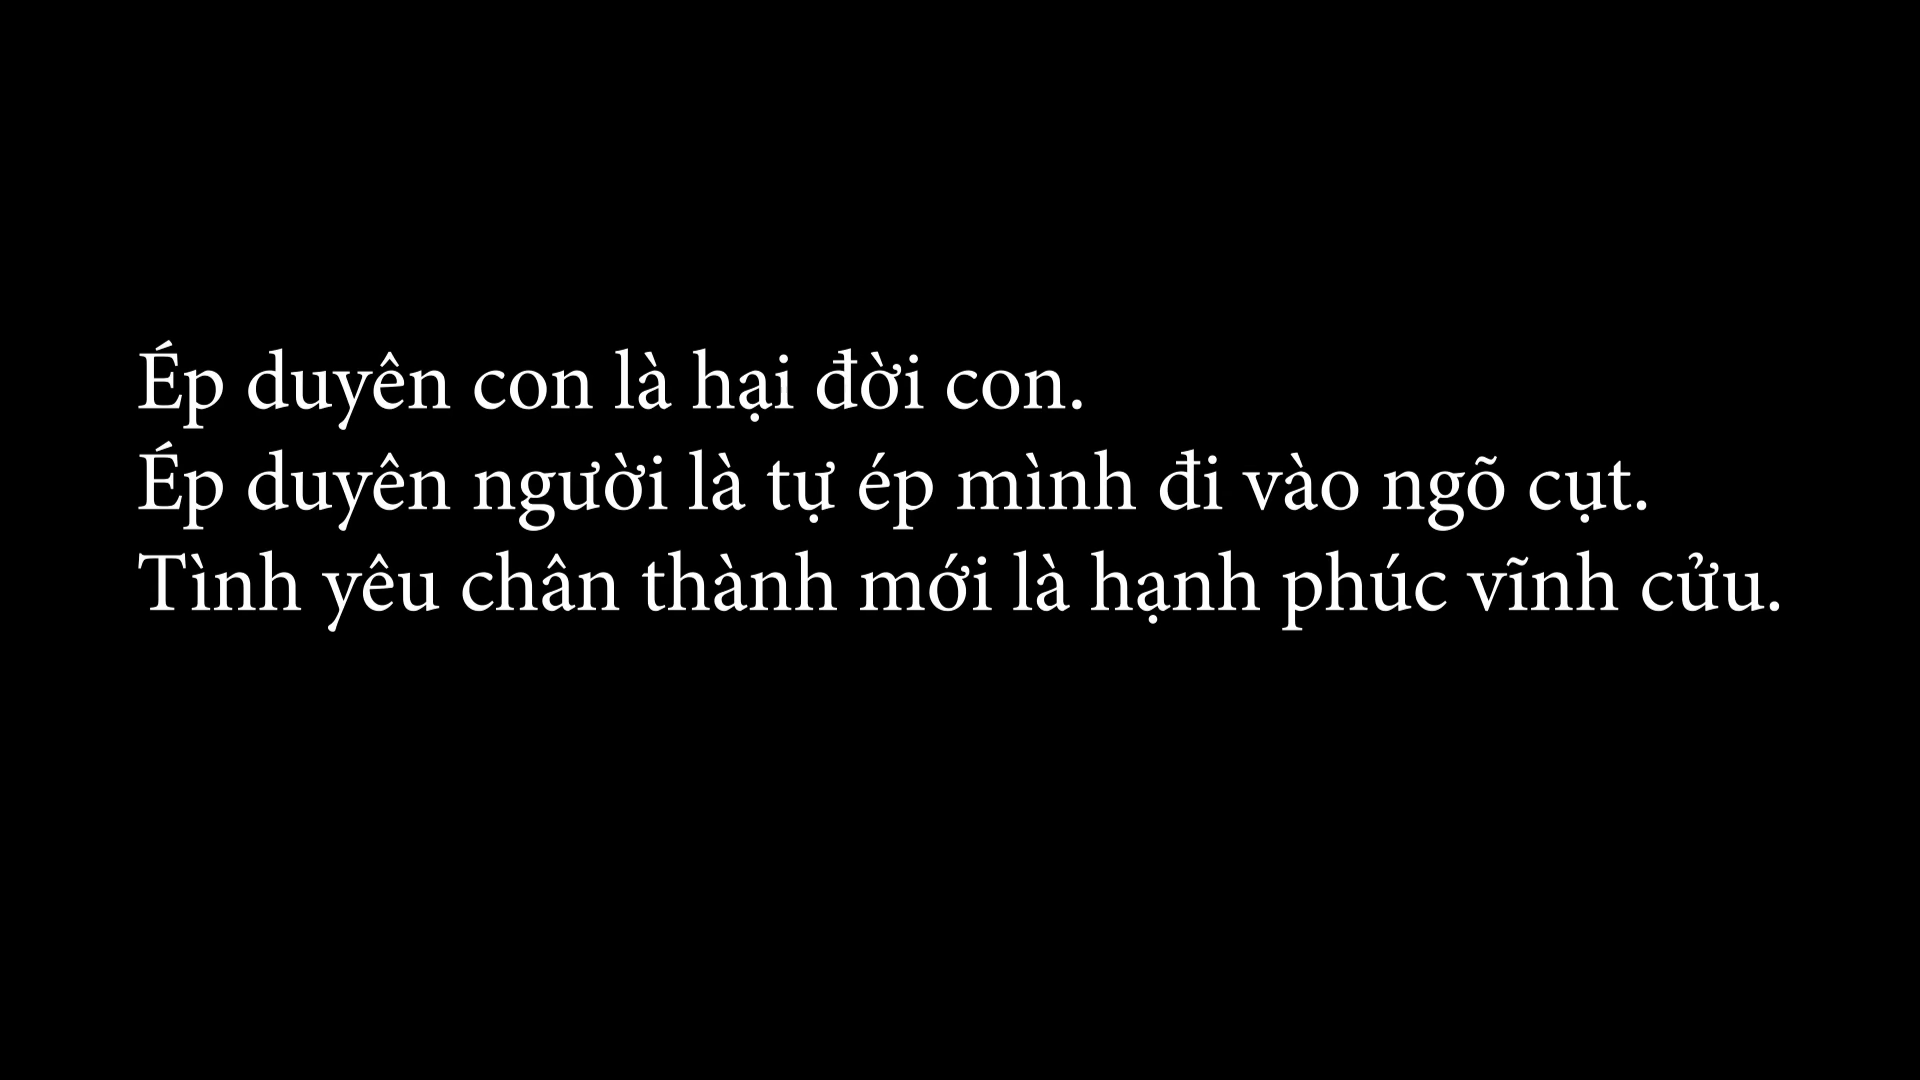 Ép duyên con là hại đời con.
Ép duyên người là tự ép mình đi vào ngõ cụt.
Tình yêu chân thành mới là hạnh phúc vĩnh cửu.